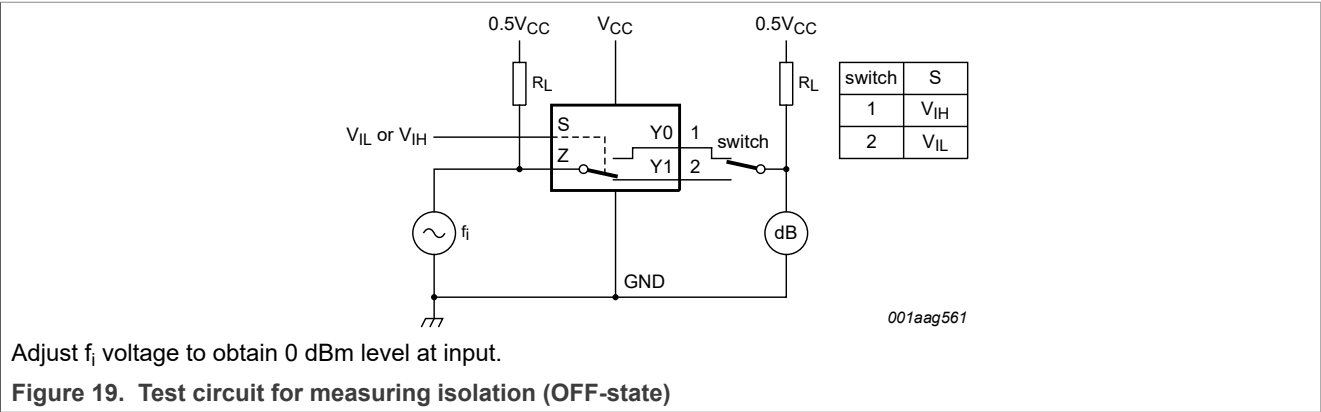 0.5VCC VCC 0.5VCC
RL RL
switch S
1 VIH
2 VIL
VIL or VIH S Y0 1 switch
Z Y1 2
fi dB
GND
001aag561
Adjust fi voltage to obtain 0 dBm level at input.
Figure 19. Test circuit for measuring isolation (OFF-state)